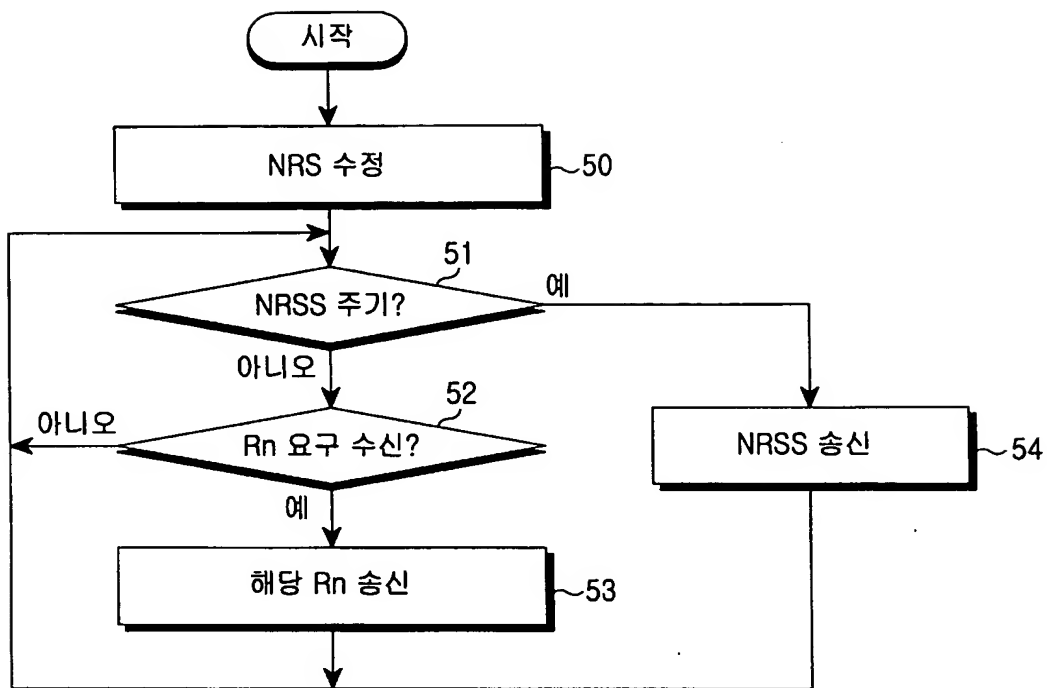 시작
NRS 수정
50
51
NRSS 주기?
예
아니오
52
아니오
Rn 요구 수신?
NRSS 송신
54
예
해당 Rn 송신
53